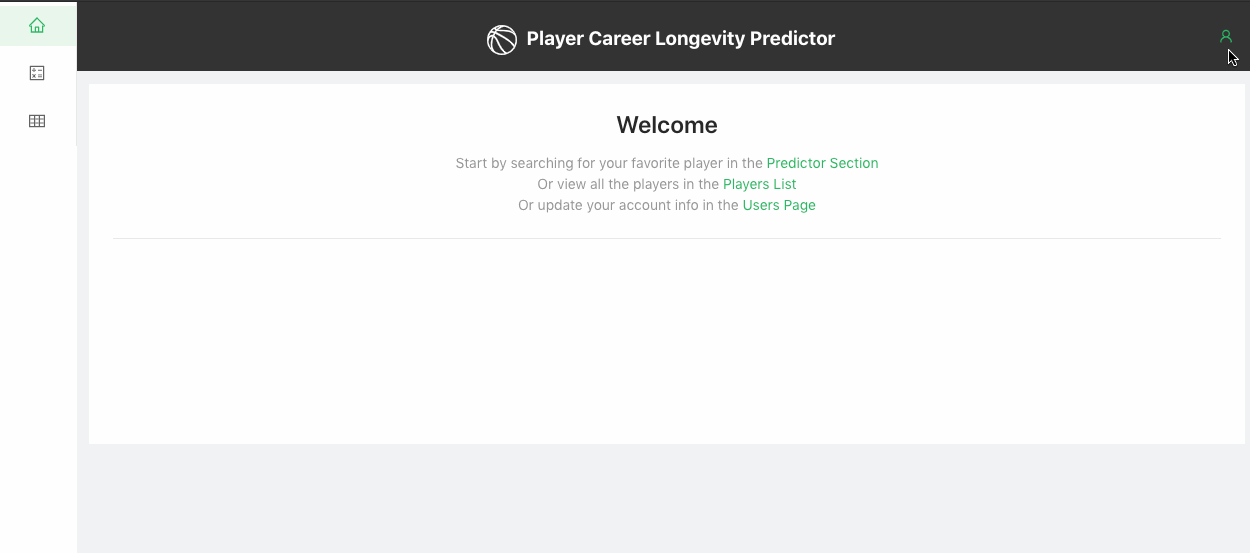 Player Career Longevity Predictor
Welcome
Start by searching for your favorite player in the Predictor Section
Or view all the players in the Players List
Or update your account info in the Users Page